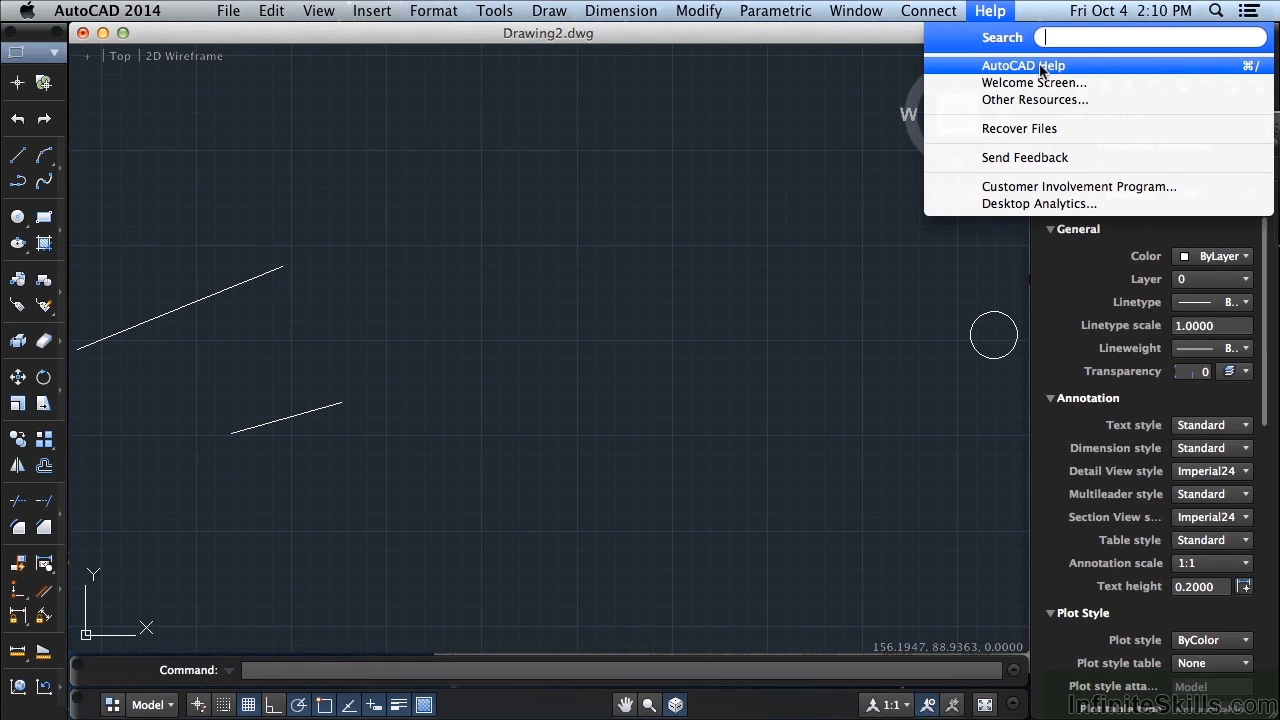 AutoCAD 2014 File Edit View Insert Format Tools Draw Dimension Modify Parametric Window Connect Help Fri Oct 4 2:10 PM
Drawing2.dwg
+ Top 2D Wireframe
Search
AutoCAD Help ⌘/
Welcome Screen...
Other Resources...
Recover Files
Send Feedback
Customer Involvement Program...
Desktop Analytics...
W
General
Color ByLayer
Layer 0
Linetype B..
Linetype scale 1.0000
Lineweight B..
Transparency 0
Annotation
Text style Standard
Dimension style Standard
Detail View style Imperial24
Multileader style Standard
Section View s... Imperial24
Table style Standard
Annotation scale 1:1
Text height 0.2000
Plot Style
Plot style ByColor
Plot style table None
Plot style atta... Model
Y
X
156.1947, 88.9363, 0.0000
Command:
Model
1:1
InfiniteSkills.com